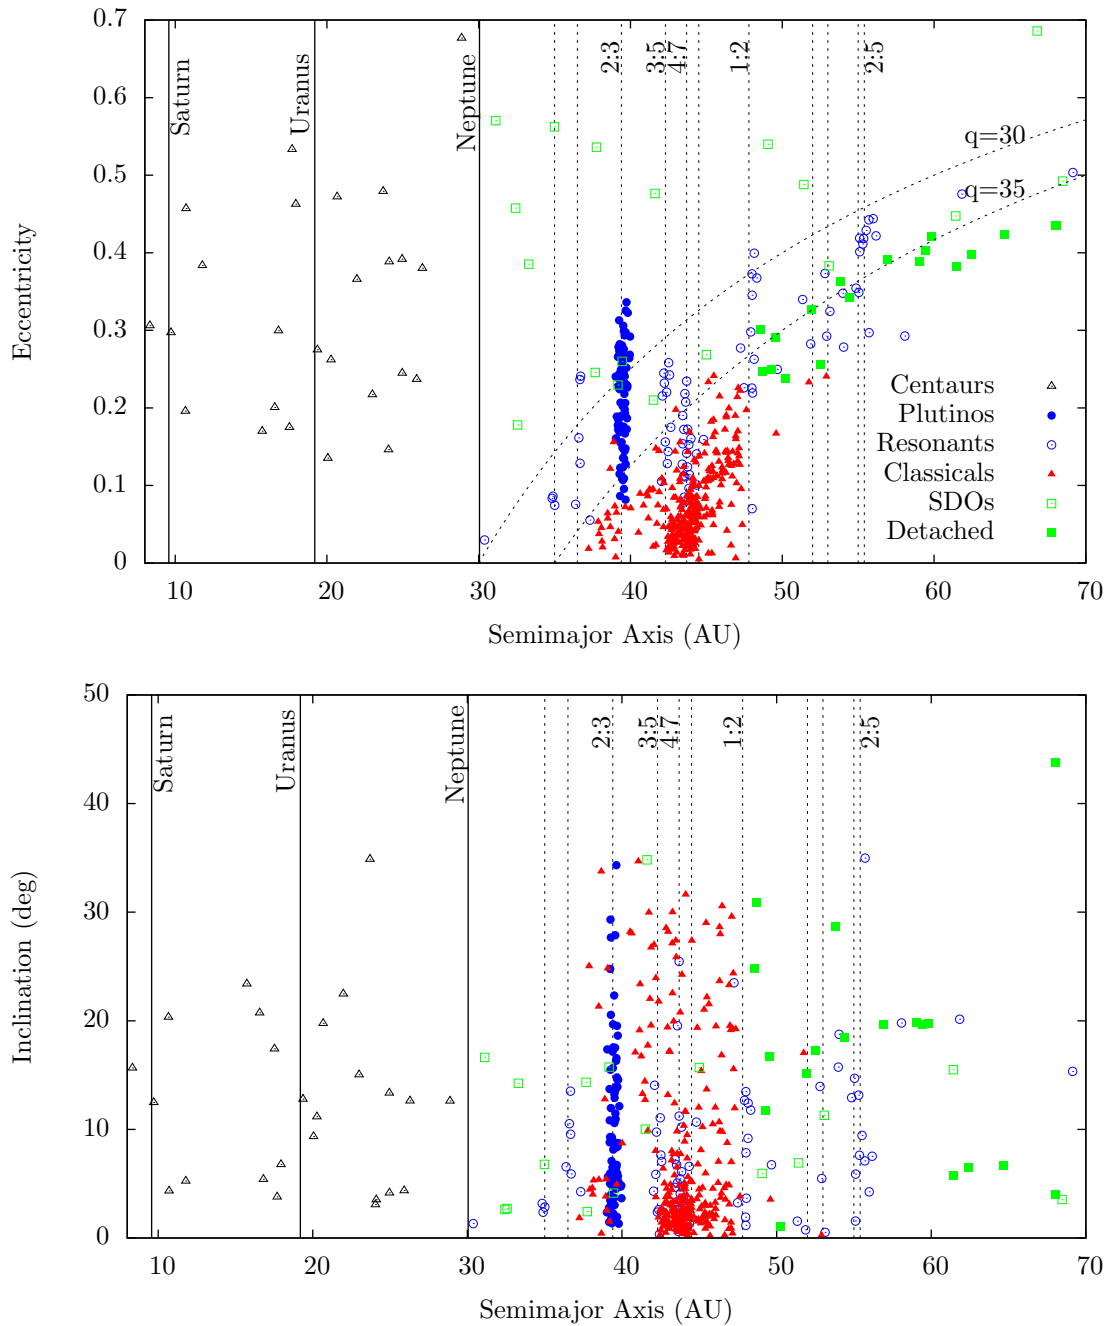 0.7
0.6
0.5
0.4
0.3
0.2
0.1
0
Eccentricity
Saturn
Uranus
Neptune
2:3
3:5
4:7
1:2
2:5
q=30
q=35
Centaurs
Plutinos
Resonants
Classicals
SDOs
Detached
10 20 30 40 50 60 70
Semimajor Axis (AU)
50
40
30
20
10
0
Inclination (deg)
Saturn
Uranus
Neptune
2:3
3:5
4:7
1:2
2:5
10 20 30 40 50 60 70
Semimajor Axis (AU)